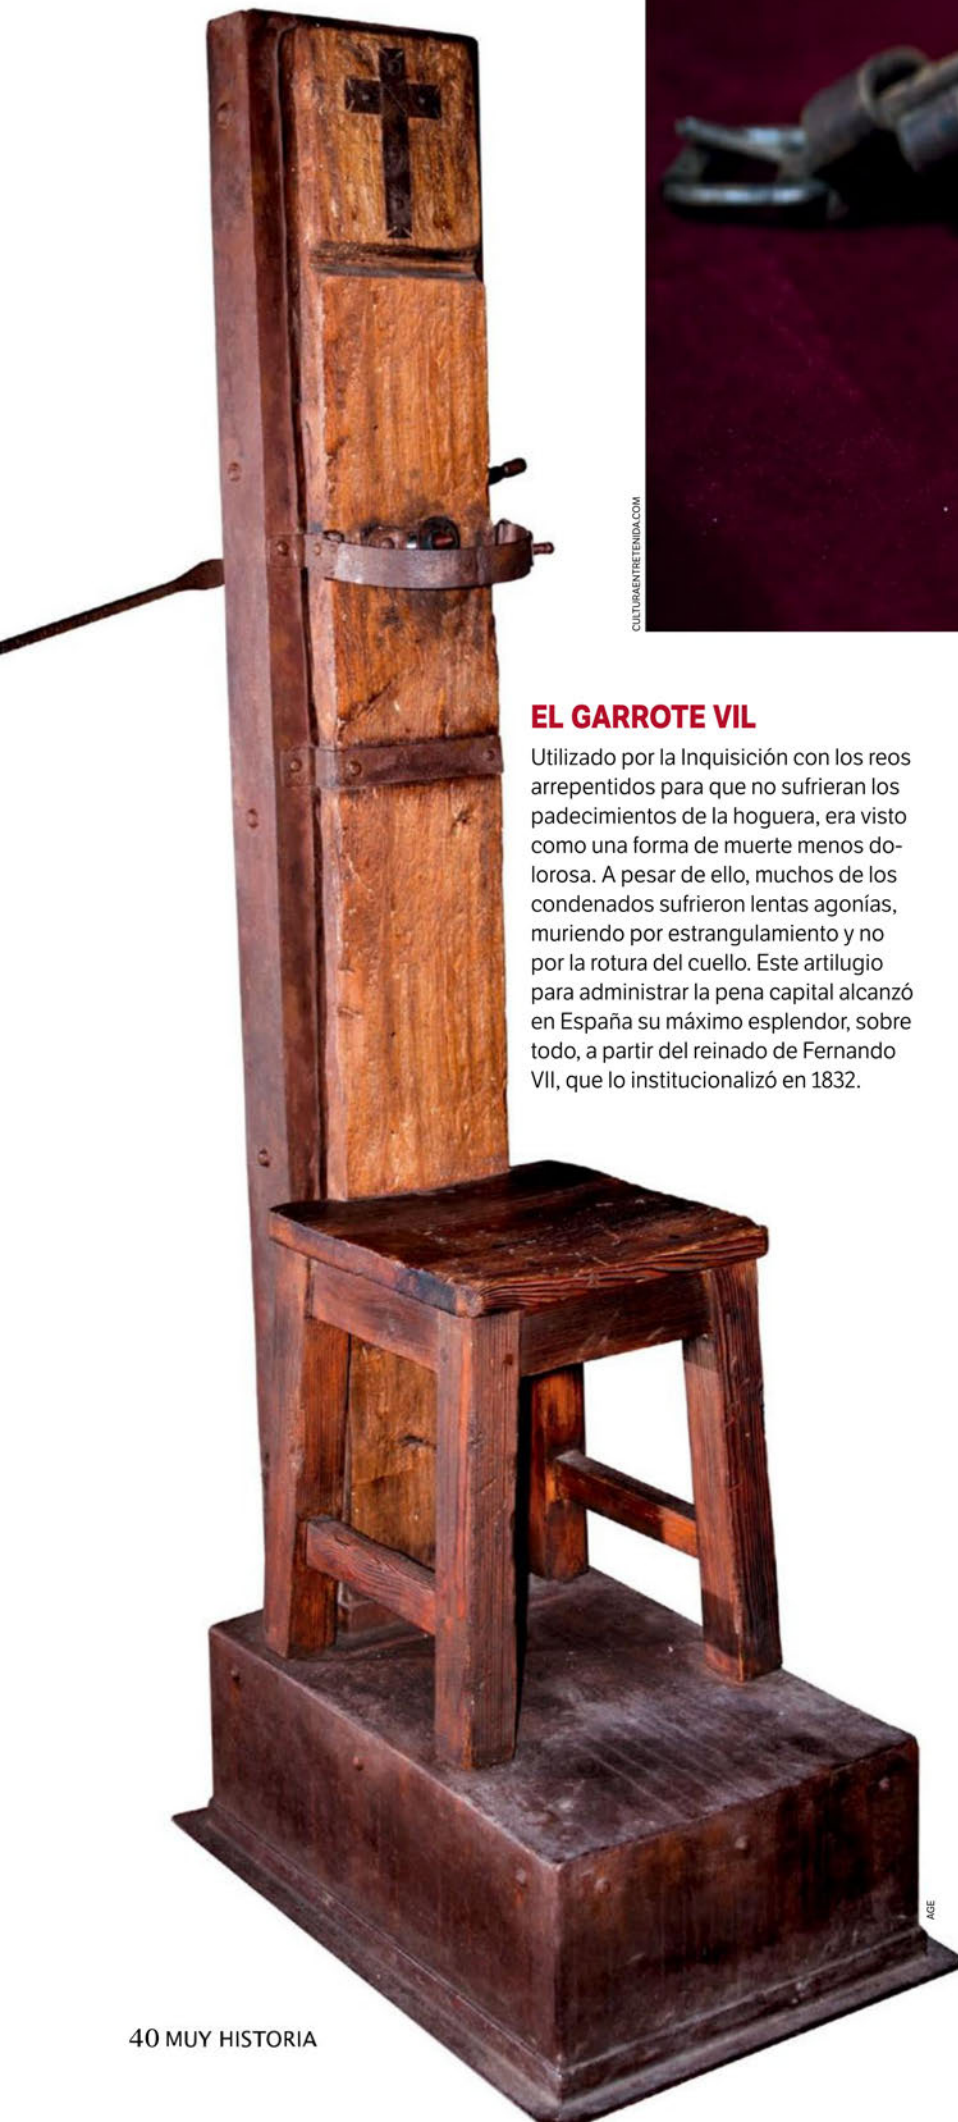 CULTURAENTRETENIDA.COM
EL GARROTE VIL
Utilizado por la Inquisición con los reos
arrepentidos para que no sufrieran los
padecimientos de la hoguera, era visto
como una forma de muerte menos do-
lorosa. A pesar de ello, muchos de los
condenados sufrieron lentas agonías,
muriendo por estrangulamiento y no
por la rotura del cuello. Este artilugio
para administrar la pena capital alcanzó
en España su máximo esplendor, sobre
todo, a partir del reinado de Fernando
VII, que lo institucionalizó en 1832.
AGE
40 MUY HISTORIA